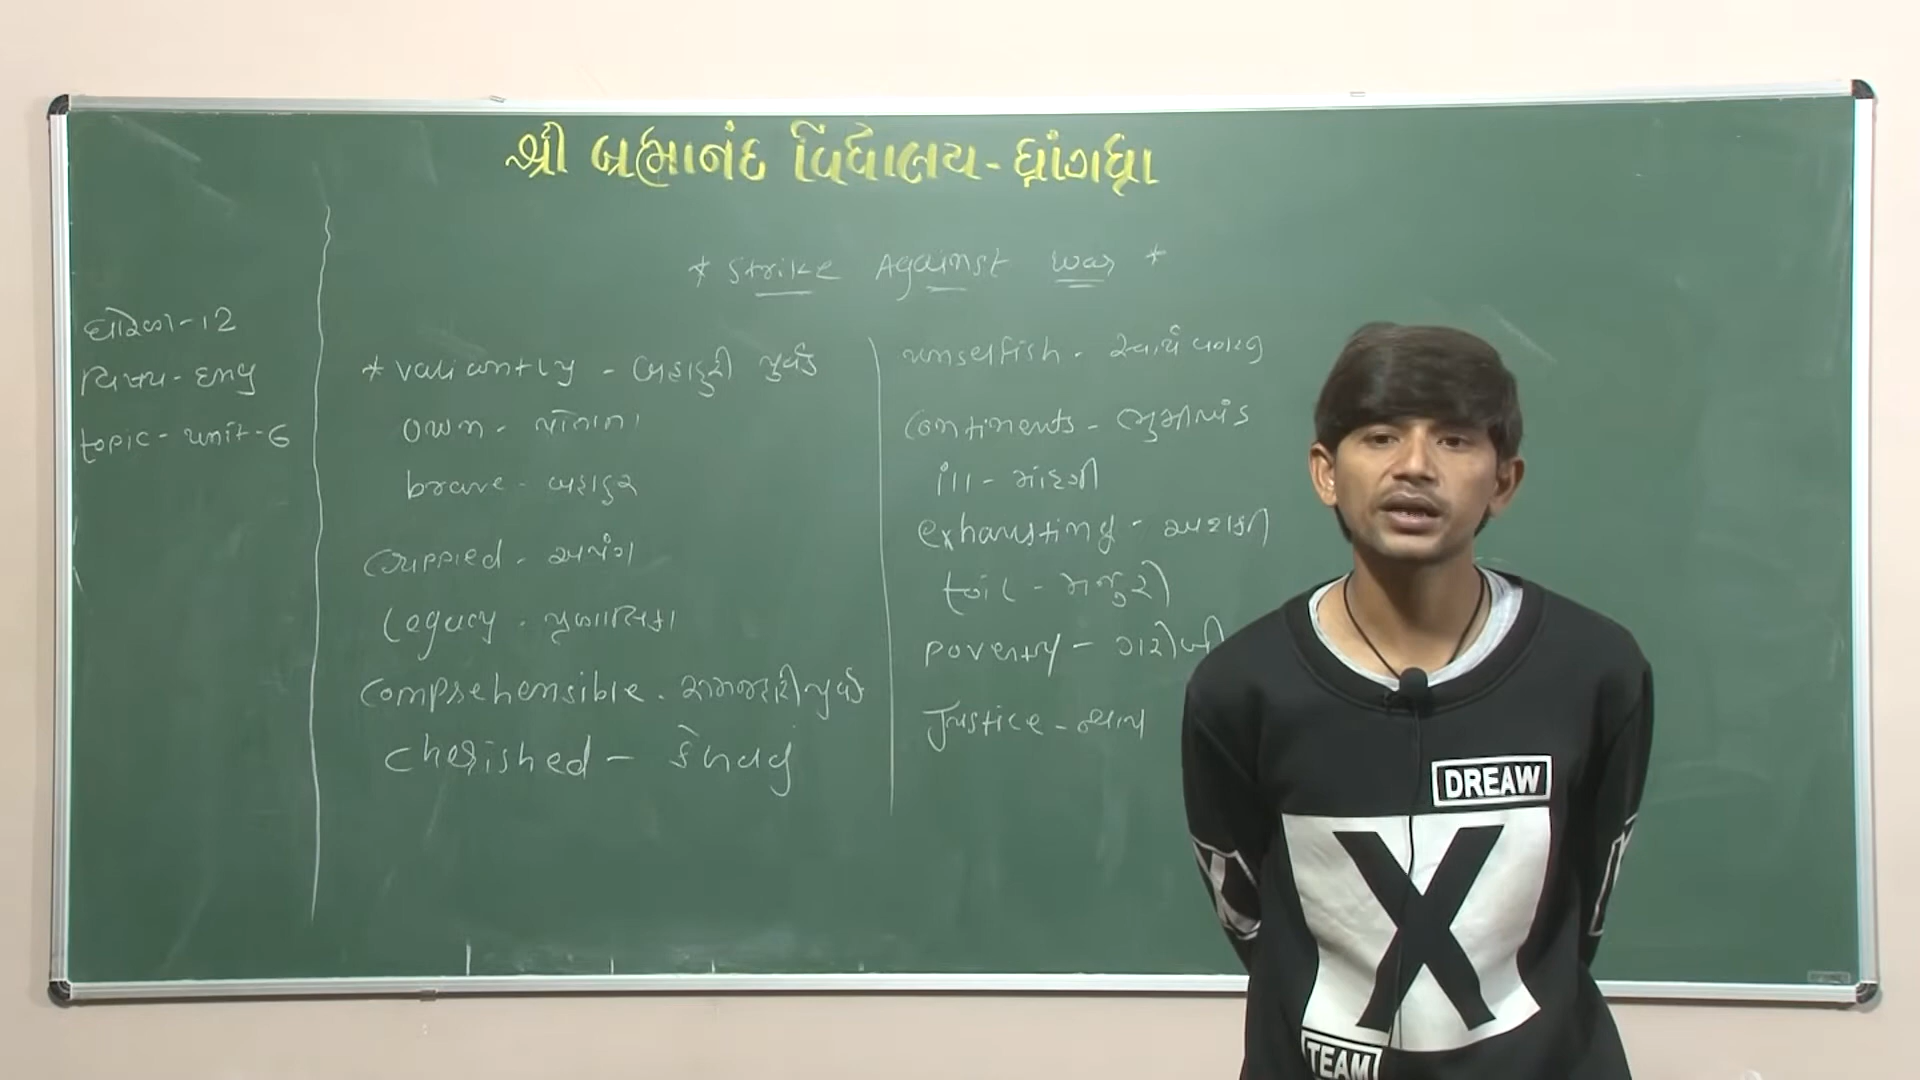 શ્રી બ્રહ્માનંદ વિદ્યાલય - ધ્રાંગધ્રા
* Strike Against war *
ધોરણ - 12
વિષય - Eng
topic - unit - 6
* valiantly - બહાદુરી પૂર્વક
own - પોતાના
brave - બહાદુર
crippled - અપંગ
Legacy -
comprehensible - સમજદારી પૂર્વક
cherished - કેળવવું
unselfish - સ્વાર્થ વગરનું
continents - ભૂમીખંડ
ill - માંદગી
exhausting - અશક્તી
toil - મજુરી
poverty - ગરીબી
Justice - ન્યાય
DREAW
X
TEAM